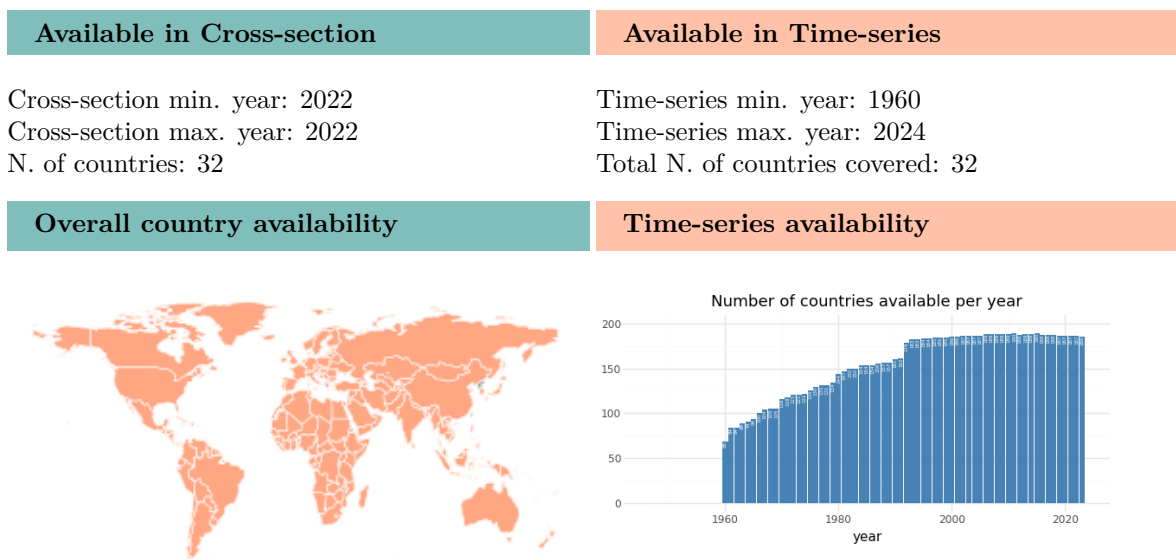 Available in Cross-section
Available in Time-series
Cross-section min. year: 2022
Cross-section max. year: 2022
N. of countries: 32
Time-series min. year: 1960
Time-series max. year: 2024
Total N. of countries covered: 32
Overall country availability
Time-series availability
Number of countries available per year
200
150
100
50
0
1960
1980
2000
2020
year